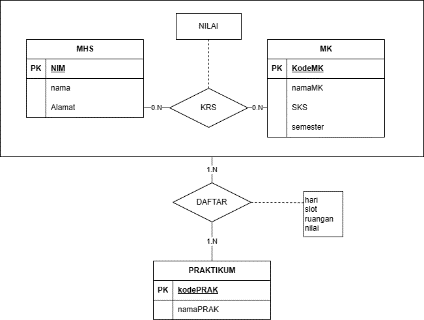 NILAI
MHS
PK NIM
nama
Alamat
0.N
KRS
0.N
MK
PK KodeMK
namaMK
SKS
semester
1.N
DAFTAR
hari
slot
ruangan
nilai
1.N
PRAKTIKUM
PK kodePRAK
namaPRAK